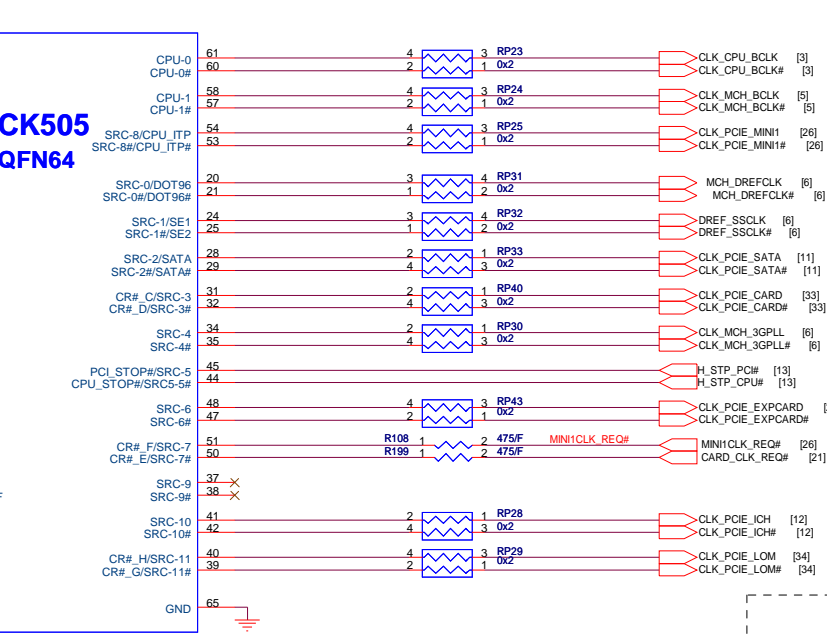 CK505
QFN64
CPU-0 61 4 3 RP23 CLK_CPU_BCLK [3]
CPU-0# 60 2 1 0x2 CLK_CPU_BCLK# [3]
CPU-1 58 4 3 RP24 CLK_MCH_BCLK [5]
CPU-1# 57 2 1 0x2 CLK_MCH_BCLK# [5]
SRC-8/CPU_ITP 54 4 3 RP25 CLK_PCIE_MINI1 [26]
SRC-8#/CPU_ITP# 53 2 1 0x2 CLK_PCIE_MINI1# [26]
SRC-0/DOT96 20 3 4 RP31 MCH_DREFCLK [6]
SRC-0#/DOT96# 21 1 2 0x2 MCH_DREFCLK# [6]
SRC-1/SE1 24 3 4 RP32 DREF_SSCLK [6]
SRC-1#/SE2 25 1 2 0x2 DREF_SSCLK# [6]
SRC-2/SATA 28 2 1 RP33 CLK_PCIE_SATA [11]
SRC-2#/SATA# 29 4 3 0x2 CLK_PCIE_SATA# [11]
CR#_C/SRC-3 31 2 1 RP40 CLK_PCIE_CARD [33]
CR#_D/SRC-3# 32 4 3 0x2 CLK_PCIE_CARD# [33]
SRC-4 34 2 1 RP30 CLK_MCH_3GPLL [6]
SRC-4# 35 4 3 0x2 CLK_MCH_3GPLL# [6]
PCI_STOP#/SRC-5 45 H_STP_PCI# [13]
CPU_STOP#/SRC5-5# 44 H_STP_CPU# [13]
SRC-6 48 4 3 RP43 CLK_PCIE_EXPCARD
SRC-6# 47 2 1 0x2 CLK_PCIE_EXPCARD#
CR#_F/SRC-7 51 R108 1 2 475/F MINI1CLK_REQ# MINI1CLK_REQ# [26]
CR#_E/SRC-7# 50 R199 1 2 475/F CARD_CLK_REQ# [21]
SRC-9 37
SRC-9# 38
SRC-10 41 2 1 RP28 CLK_PCIE_ICH [12]
SRC-10# 42 4 3 0x2 CLK_PCIE_ICH# [12]
CR#_H/SRC-11 40 4 3 RP29 CLK_PCIE_LOM [34]
CR#_G/SRC-11# 39 2 1 0x2 CLK_PCIE_LOM# [34]
GND 65